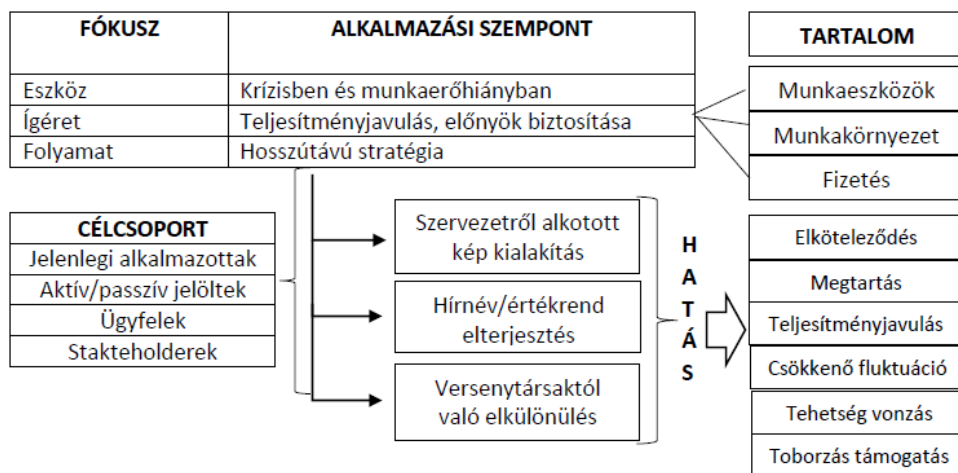 FÓKUSZ ALKALMAZÁSI SZEMPONT
Eszköz Krízisben és munkaerőhiányban
Ígéret Teljesítményjavulás, előnyök biztosítása
Folyamat Hosszútávú stratégia
TARTALOM
Munkaeszközök
Munkakörnyezet
Fizetés
CÉLCSOPORT
Jelenlegi alkalmazottak
Aktív/passzív jelöltek
Ügyfelek
Stakteholderek
Szervezetről alkotott
kép kialakítás
Hírnév/értékrend
elterjesztés
Versenytársaktól
való elkülönülés
H
A
T
Á
S
Elköteleződés
Megtartás
Teljesítményjavulás
Csökkenő fluktuáció
Tehetség vonzás
Toborzás támogatás